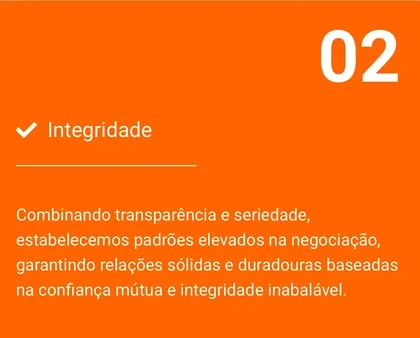 02
Integridade
Combinando transparência e seriedade,
estabelecemos padrões elevados na negociação,
garantindo relações sólidas e duradouras baseadas
na confiança mútua e integridade inabalável.